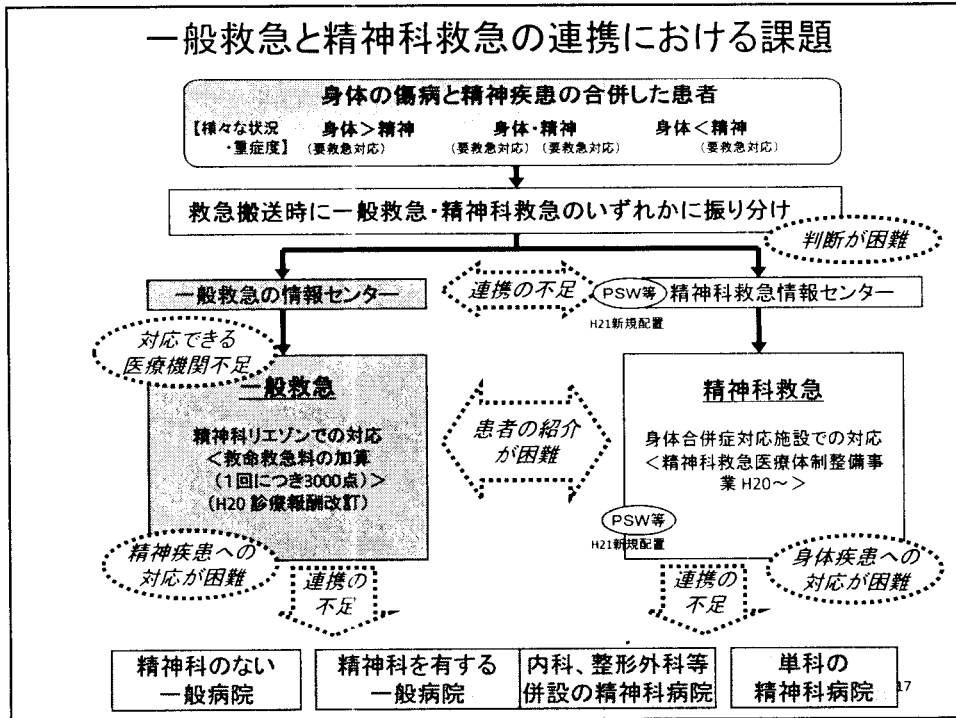 一般救急と精神科救急の連携における課題
身体の傷病と精神疾患の合併した患者
【様々な状況
・重症度】
身体＞精神
（要救急対応）
身体・精神
（要救急対応）（要救急対応）
身体＜精神
（要救急対応）
救急搬送時に一般救急・精神科救急のいずれかに振り分け
判断が困難
一般救急の情報センター
連携の不足
PSW等
精神科救急情報センター
H21新規配置
対応できる
医療機関不足
一般救急
精神科リエゾンでの対応
＜救命救急料の加算
（1回につき3000点）＞
（H20 診療報酬改訂）
患者の紹介
が困難
精神科救急
身体合併症対応施設での対応
＜精神科救急医療体制整備事
業 H20～＞
PSW等
H21新規配置
精神疾患への
対応が困難
連携の
不足
連携の
不足
身体疾患への
対応が困難
精神科のない
一般病院
精神科を有する
一般病院
内科、整形外科等
併設の精神科病院
単科の
精神科病院
17